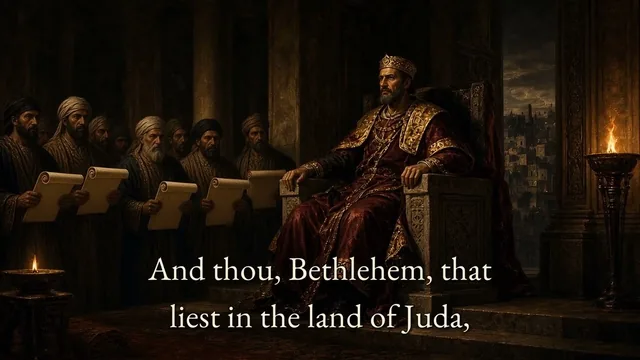 And thou, Bethlehem, that
liest in the land of Juda,